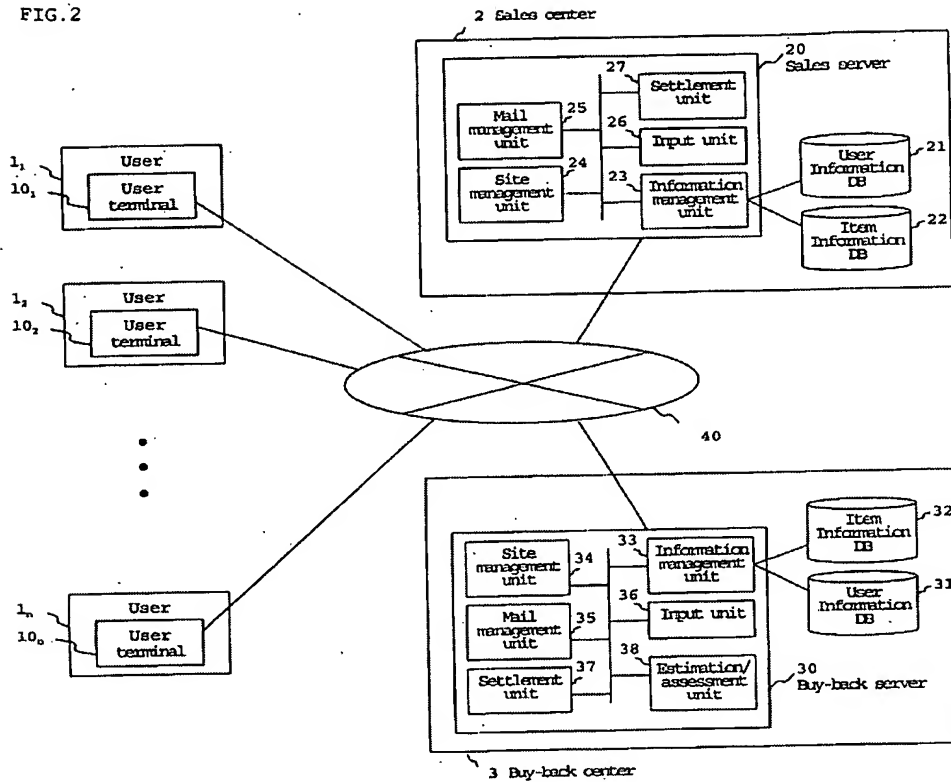 FIG.2
2 Sales center
20
Sales server
27
Settlement
unit
25
Mail
management
unit
26
Input unit
24
Site
management
unit
23
Information
management
unit
21
User
Information
DB
22
Item
Information
DB
1₁
User
10₁
User
terminal
1₂
User
10₂
User
terminal
40
1ₙ
User
10ₙ
User
terminal
32
Item
Information
DB
31
User
Information
DB
33
Information
management
unit
34
Site
management
unit
36
Input unit
35
Mail
management
unit
38
Estimation/
assessment
unit
37
Settlement
unit
30
Buy-back server
3 Buy-back center